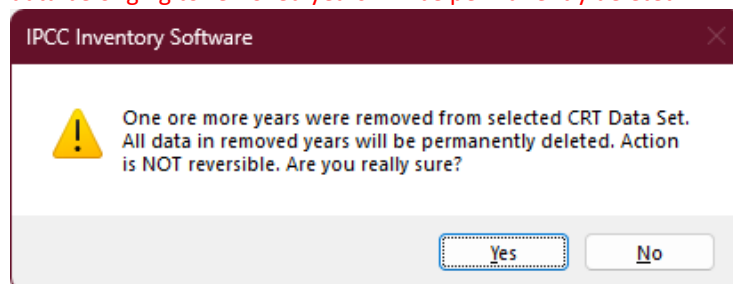 IPCC Inventory Software
One ore more years were removed from selected CRT Data Set.
All data in removed years will be permanently deleted. Action
is NOT reversible. Are you really sure?
Yes
No